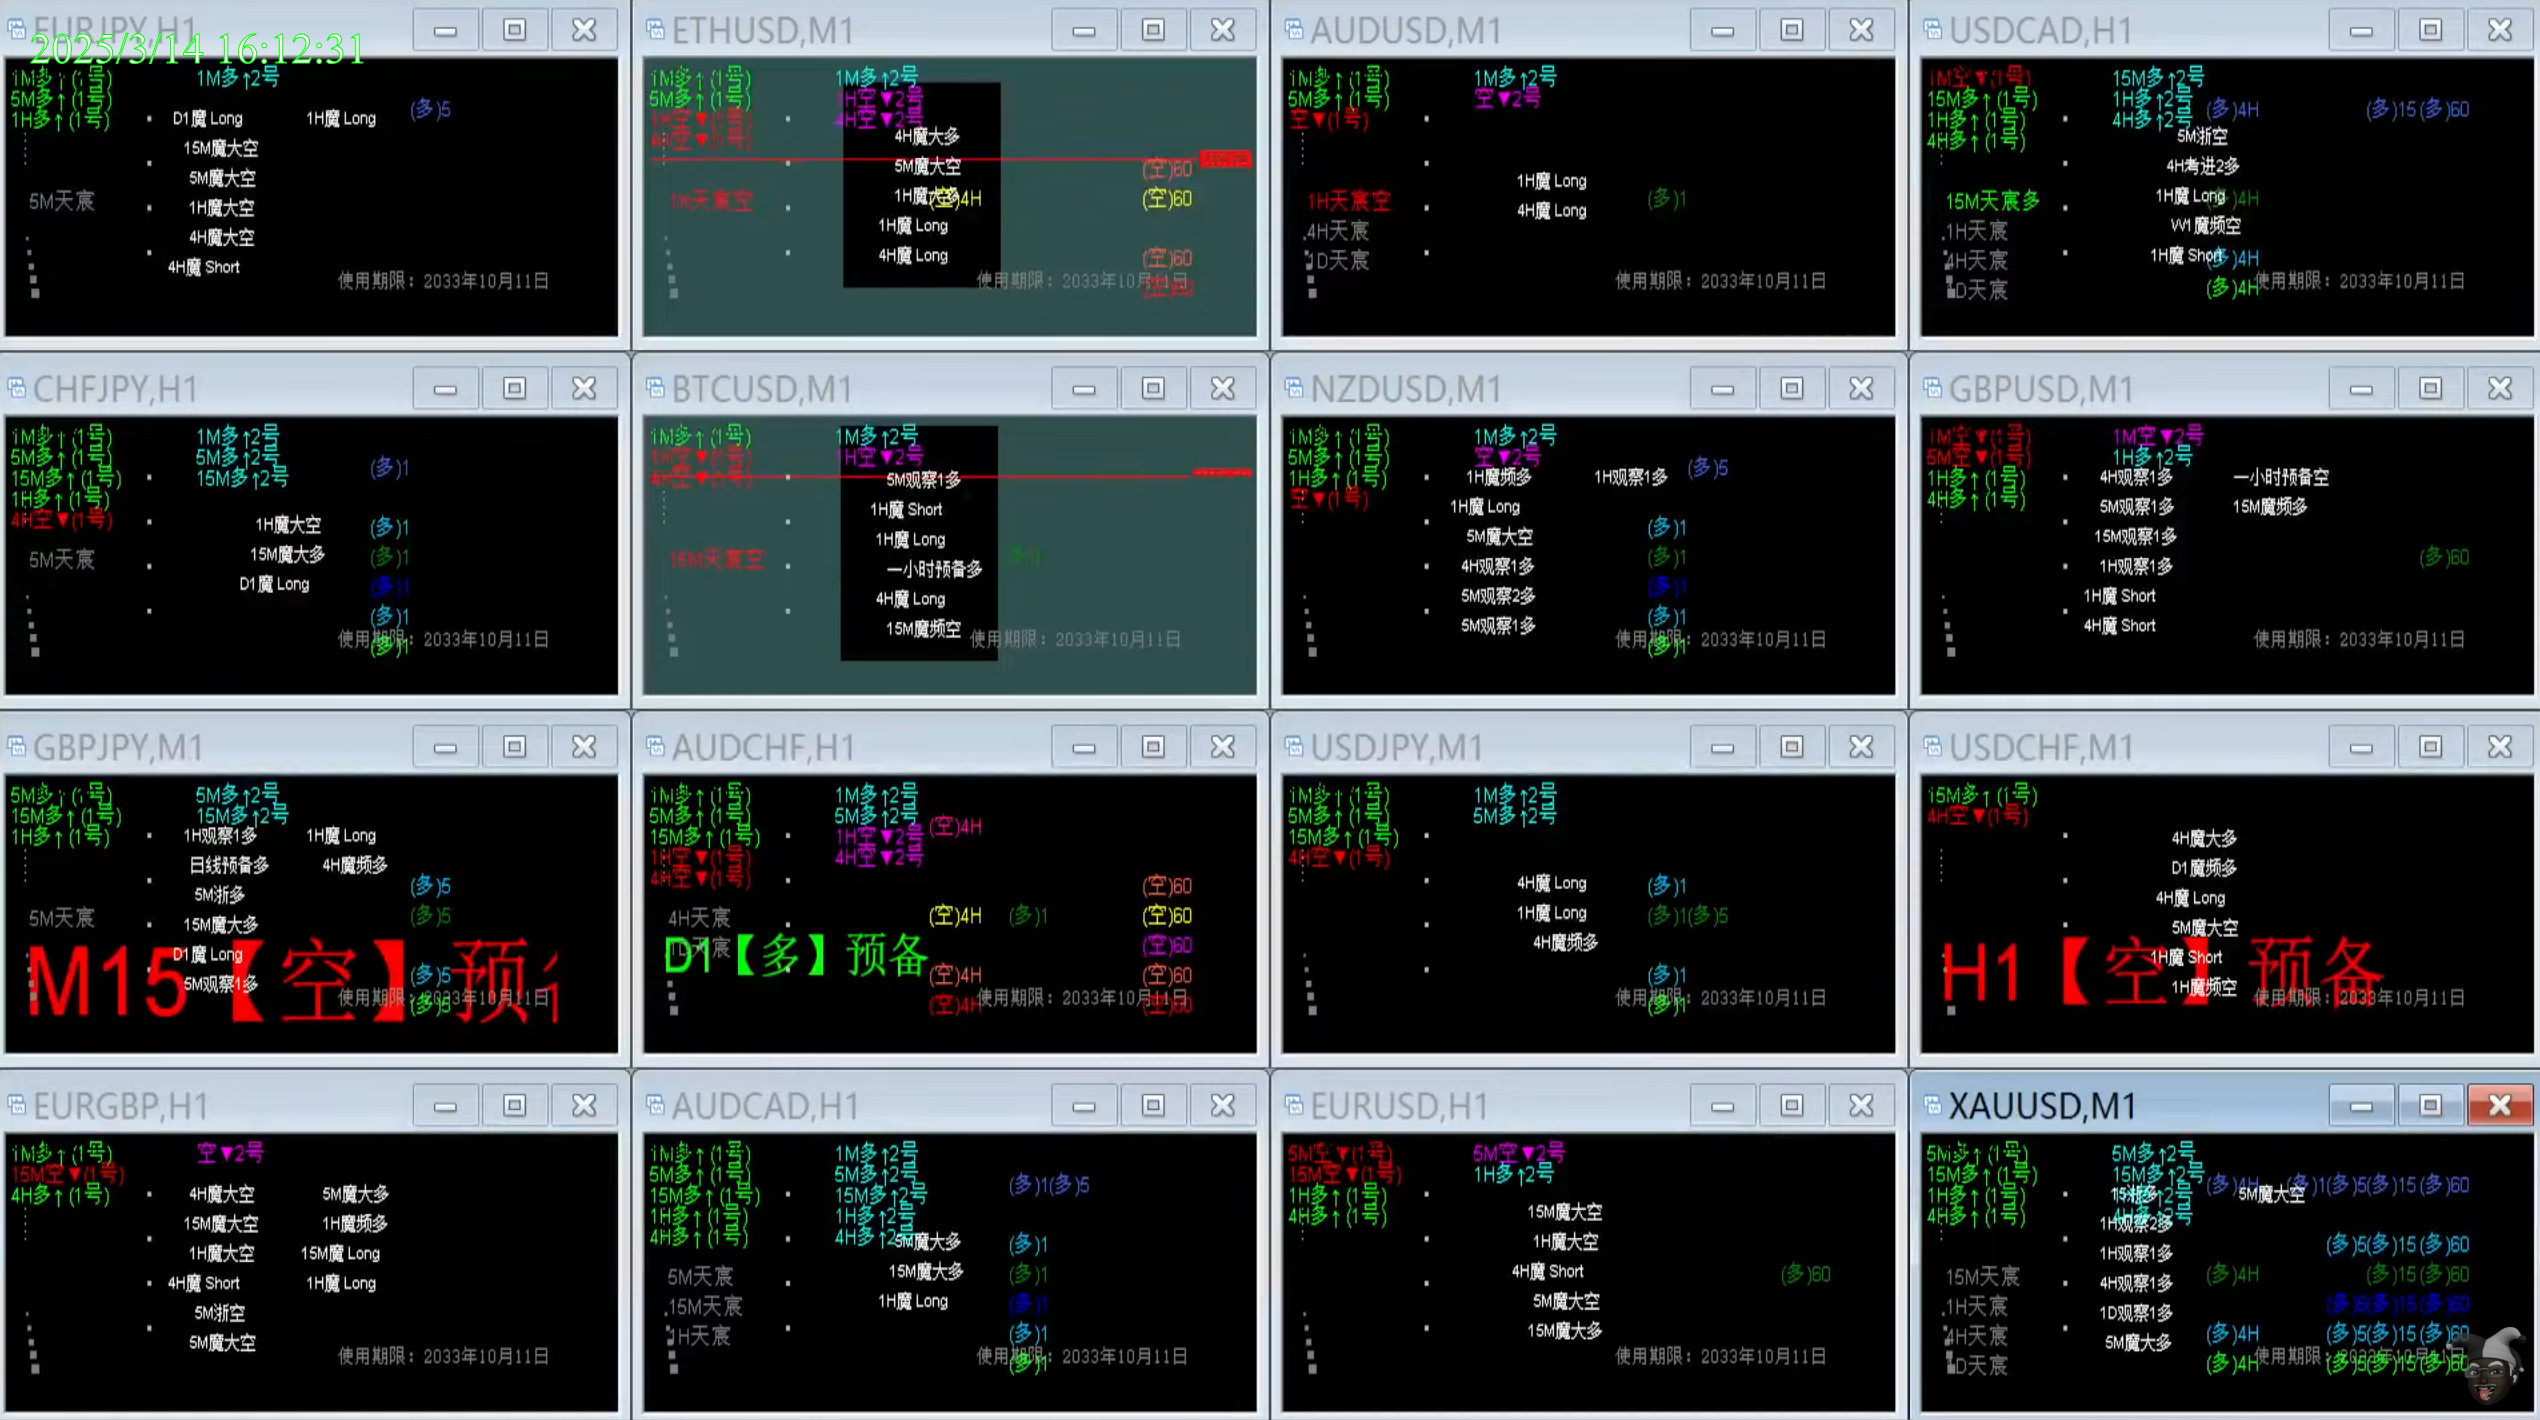 EURJPY,H1
2025/3/14 16:12:31
1M多↑(1号)
1M多↑2号
5M多↑(1号)
(多)5
1H多↑(1号)
D1魔 Long
1H魔 Long
15M魔大空
5M魔大空
5M天宸
1H魔大空
4H魔大空
4H魔 Short
使用期限：2033年10月11日
ETHUSD,M1
1M多↑(1号)
1M多↑2号
5M多↑(1号)
1H空▼2号
1H空▼(1号)
4H空▼2号
4H空▼(1号)
4H魔大多
5M魔大空
(空)60
1H天宸空
1H魔大多
(空)4H
(空)60
1H魔 Long
4H魔 Long
(空)60
使用期限：2033年10月11日
(空)60
AUDUSD,M1
1M多↑(1号)
1M多↑2号
5M多↑(1号)
空▼2号
空▼(1号)
1H魔 Long
1H天宸空
(多)1
4H魔 Long
4H天宸
1D天宸
使用期限：2033年10月11日
USDCAD,H1
1M空▼(1号)
15M多↑2号
15M多↑(1号)
1H多↑2号
(多)4H
(多)15(多)60
1H多↑(1号)
4H多↑2号
4H多↑(1号)
5M浙空
4H考进2多
15M天宸多
1H魔 Long
(多)4H
1H天宸
W1魔频空
4H天宸
1H魔 Short
(多)4H
1D天宸
(多)4H
使用期限：2033年10月11日
CHFJPY,H1
1M多↑(1号)
1M多↑2号
5M多↑(1号)
5M多↑2号
(多)1
15M多↑(1号)
15M多↑2号
1H多↑(1号)
4H空▼(1号)
1H魔大空
(多)1
5M天宸
15M魔大多
(多)1
D1魔 Long
(多)1
(多)1
使用期限：2033年10月11日
(多)1
BTCUSD,M1
1M多↑(1号)
1M多↑2号
1H空▼(1号)
1H空▼2号
4H空▼(1号)
5M观察1多
1H魔 Short
1H魔 Long
15M天宸空
一小时预备多
(多)1
4H魔 Long
15M魔频空
使用期限：2033年10月11日
NZDUSD,M1
1M多↑(1号)
1M多↑2号
5M多↑(1号)
空▼2号
1H多↑(1号)
1H魔频多
1H观察1多
(多)5
空▼(1号)
1H魔 Long
5M魔大空
(多)1
4H观察1多
(多)1
5M观察2多
(多)1
5M观察1多
(多)1
使用期限：2033年10月11日
(多)1
GBPUSD,M1
1M空▼(1号)
1M空▼2号
5M空▼(1号)
1H多↑2号
1H多↑(1号)
4H观察1多
一小时预备空
4H多↑(1号)
5M观察1多
15M魔频多
15M观察1多
1H观察1多
(多)60
1H魔 Short
4H魔 Short
使用期限：2033年10月11日
GBPJPY,M1
5M多↑(1号)
5M多↑2号
15M多↑(1号)
15M多↑2号
1H多↑(1号)
1H观察1多
1H魔 Long
日线预备多
4H魔频多
5M浙多
(多)5
5M天宸
15M魔大多
(多)5
D1魔 Long
M15【空】预
5M观察1多
(多)5
使用期限：2033年10月11日
(多)5
AUDCHF,H1
1M多↑(1号)
1M多↑2号
5M多↑(1号)
5M多↑2号
15M多↑(1号)
1H空▼2号
(空)4H
1H空▼(1号)
4H空▼2号
4H空▼(1号)
(空)60
4H天宸
(空)4H
(多)1
(空)60
1D天宸
D1【多】预备
(空)60
(空)4H
(空)60
(空)4H
使用期限：2033年10月11日
(空)60
USDJPY,M1
1M多↑(1号)
1M多↑2号
5M多↑(1号)
5M多↑2号
15M多↑(1号)
4H空▼(1号)
4H魔 Long
(多)1
1H魔 Long
(多)1(多)5
4H魔频多
(多)1
使用期限：2033年10月11日
(多)1
USDCHF,M1
15M多↑(1号)
4H空▼(1号)
4H魔大多
D1魔频多
4H魔 Long
5M魔大空
H1【空】预备
1H魔 Short
1H魔频空
使用期限：2033年10月11日
EURGBP,H1
1M多↑(1号)
空▼2号
15M空▼(1号)
4H多↑(1号)
4H魔大空
5M魔大多
15M魔大空
1H魔频多
1H魔大空
15M魔 Long
4H魔 Short
1H魔 Long
5M浙空
5M魔大空
使用期限：2033年10月11日
AUDCAD,H1
1M多↑(1号)
1M多↑2号
5M多↑(1号)
5M多↑2号
15M多↑(1号)
15M多↑2号
(多)1(多)5
1H多↑(1号)
1H多↑2号
4H多↑(1号)
4H多↑2号
5M魔大多
(多)1
5M天宸
15M魔大多
(多)1
15M天宸
1H魔 Long
(多)1
1H天宸
(多)1
使用期限：2033年10月11日
(多)1
EURUSD,H1
5M空▼(1号)
5M空▼2号
15M空▼(1号)
1H多↑2号
1H多↑(1号)
4H多↑(1号)
15M魔大空
1H魔大空
4H魔 Short
(多)60
5M魔大空
15M魔大多
使用期限：2033年10月11日
XAUUSD,M1
5M多↑(1号)
5M多↑2号
15M多↑(1号)
15M多↑2号
(多)4H
(多)1(多)5(多)15(多)60
1H多↑(1号)
5M魔大空
4H多↑(1号)
4H多↑2号
1H观察2多
1H观察1多
(多)5(多)15(多)60
15M天宸
4H观察1多
(多)4H
(多)15(多)60
1H天宸
1D观察1多
(多)5(多)15(多)60
4H天宸
5M魔大多
(多)4H
(多)5(多)15(多)60
1D天宸
(多)4H
使用期限：2033年10月11日
(多)5(多)15(多)60